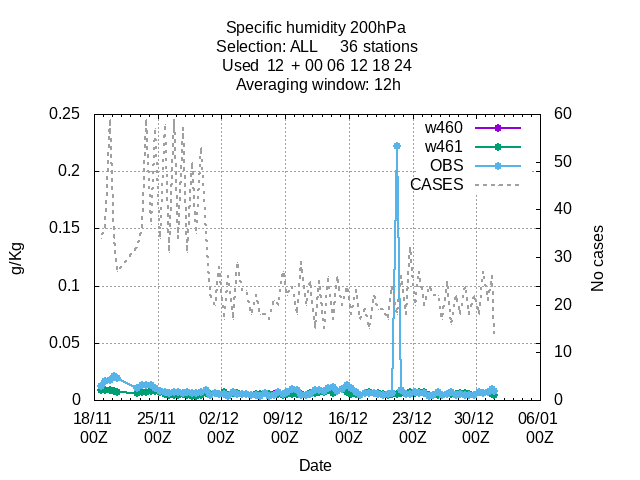 Specific humidity 200hPa
Selection: ALL 36 stations
Used 12 + 00 06 12 18 24
Averaging window: 12h
w460
w461
OBS
CASES
0.25
0.2
0.15
0.1
0.05
0
60
50
40
30
20
10
0
g/Kg
No cases
18/11 25/11 02/12 09/12 16/12 23/12 30/12 06/01
00Z 00Z 00Z 00Z 00Z 00Z 00Z 00Z
Date